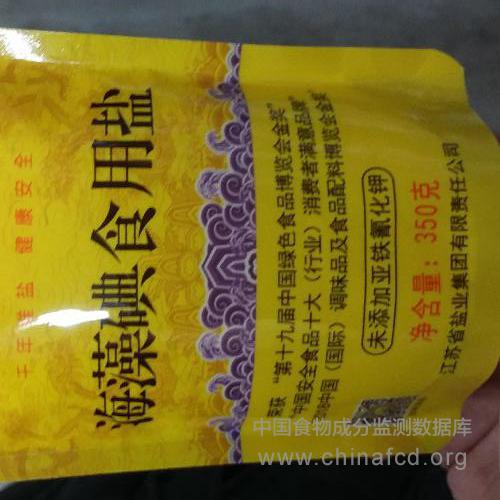 千年淮盐 健康安全
海藻碘食用盐
荣获“第十九届中国绿色食品博览会金奖”
“中国安全食品十大（行业）消费者满意品牌”
中国（国际）调味品及食品配料博览会金奖
未添加亚铁氰化钾
净含量：350克
江苏省盐业集团有限责任公司
中国食物成分监测数据库
www.chinafcd.org